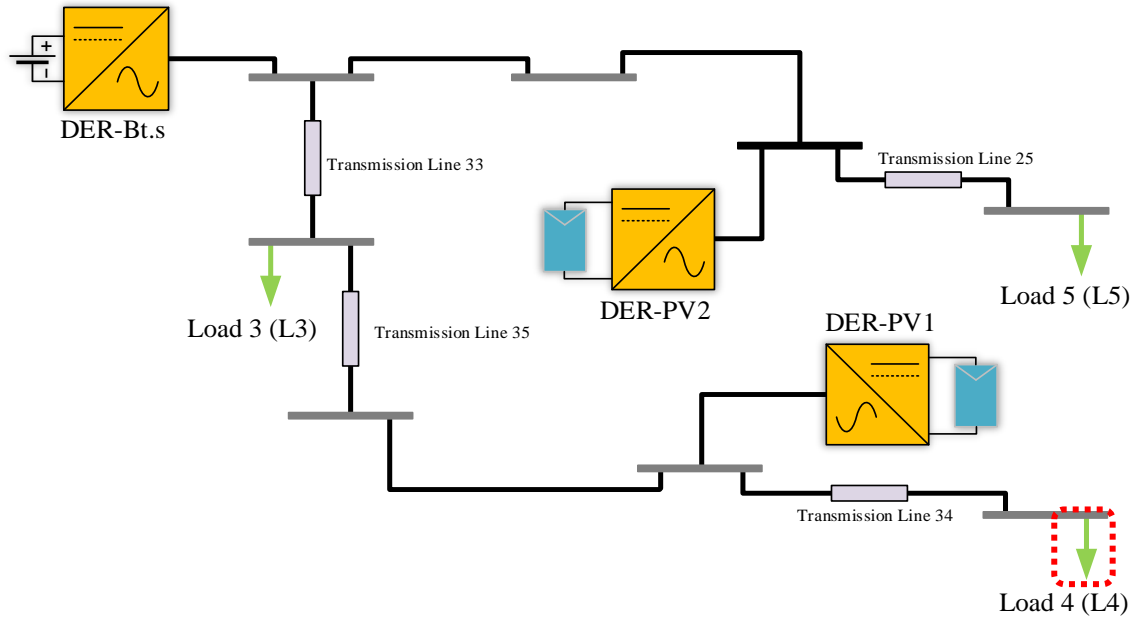 +
−
DER-Bt.s
Transmission Line 33
Transmission Line 25
Load 3 (L3)
DER-PV2
Load 5 (L5)
Transmission Line 35
DER-PV1
Transmission Line 34
Load 4 (L4)